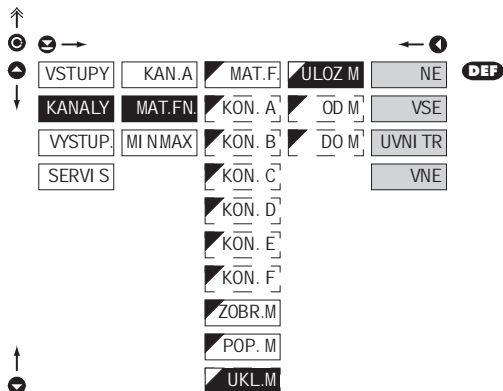 VSTUPY KAN.A MAT.F. ULOZ M NE DEF
KANALY MAT.FN. KON. A OD M VSE
VYSTUP. MINMAX KON. B DO M UVNITR
SERVIS KON. C VNE
KON. D
KON. E
KON. F
ZOBR.M
POP. M
UKL.M